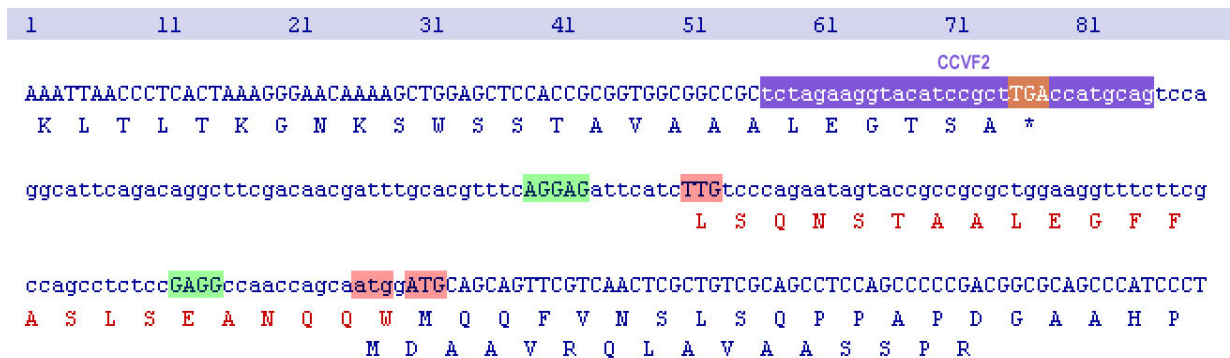 1 11 21 31 41 51 61 71 81
CCVF2
AAATTAACCCTCACTAAAGGGAACAAAAGCTGGAGCTCCACCGCGGTGGCGGCCGCtctagaaggtacatccgctTGAccatgcagtcca
K L T L T K G N K S W S S T A V A A A L E G T S A *
ggcattcagacaggcttcgacaacgatttgcacgtttcAGGAGattcatcTTGtcccagaatagtaccgccgcgctggaaggtttcttcg
L S Q N S T A A L E G F F
ccagcctctccGAGGccaaccagcaatggATGCAGCAGTTCGTCAACTCGCTGTCGCAGCCTCCAGCCCCCGACGGCGCAGCCCATCCCT
A S L S E A N Q Q W M Q Q F V N S L S Q P P A P D G A A H P
M D A A V R Q L A V A A S S P R